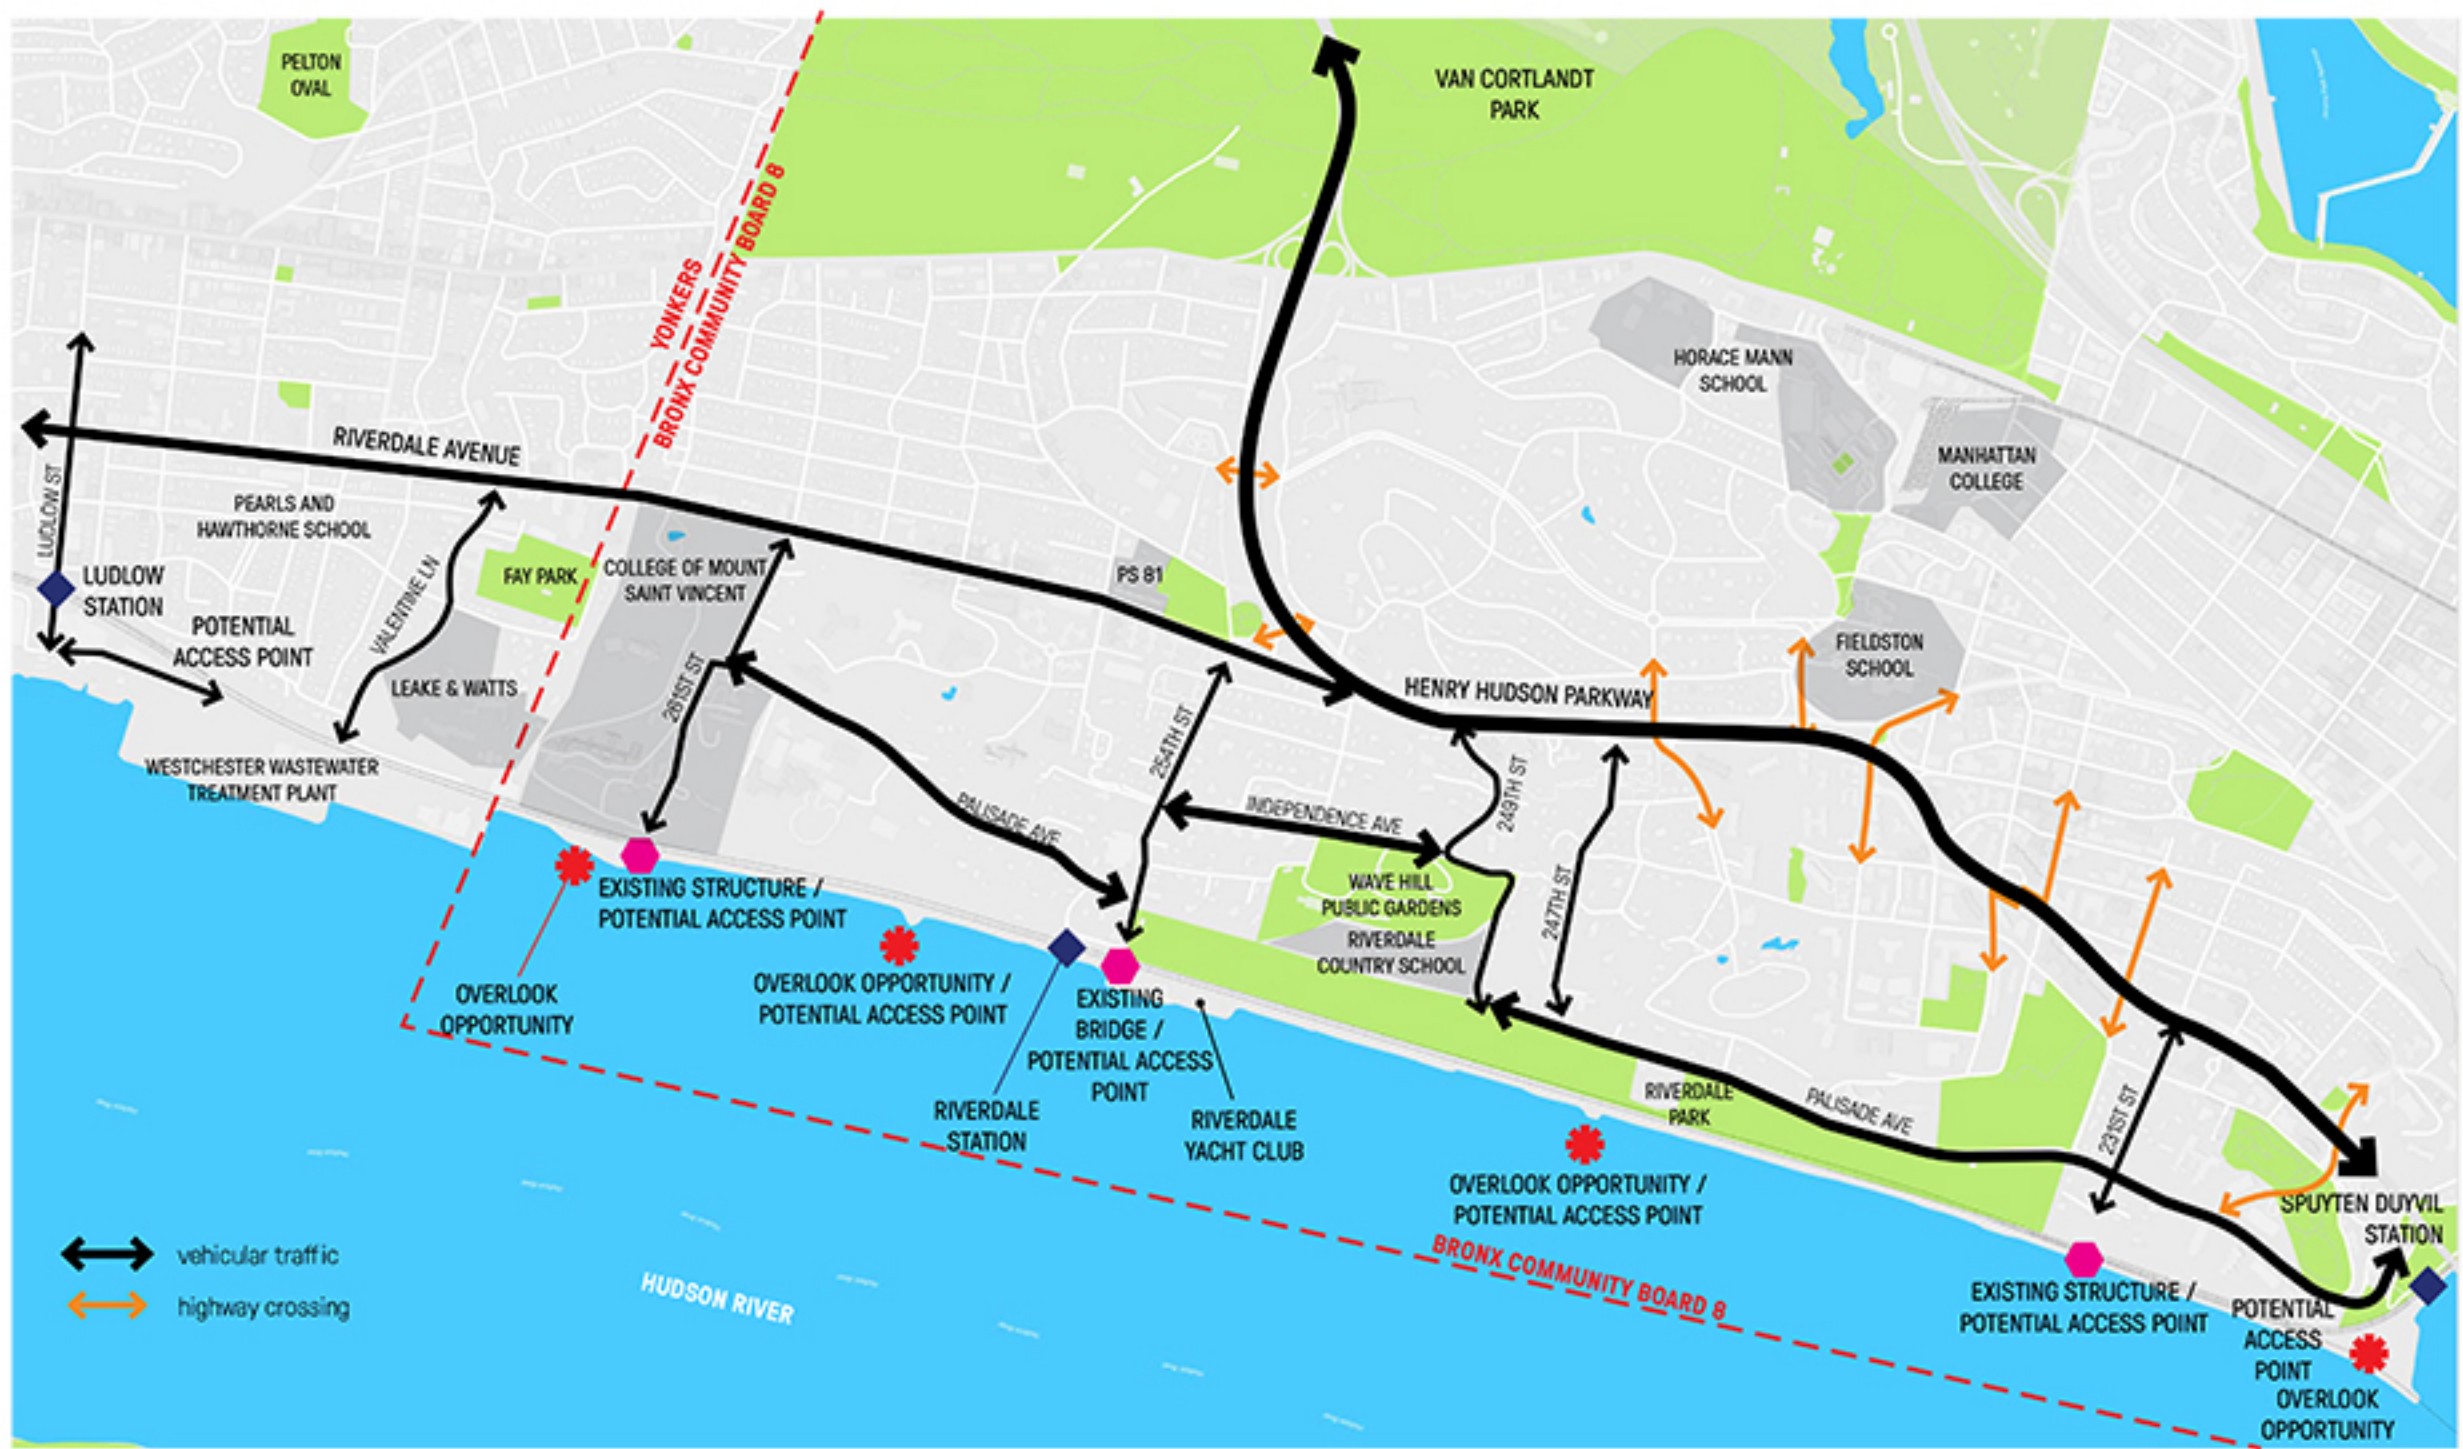 PELTON
OVAL
VAN CORTLANDT
PARK
YONKERS
BRONX COMMUNITY BOARD 8
HORACE MANN
SCHOOL
MANHATTAN
COLLEGE
RIVERDALE AVENUE
LUDLOW ST
PEARLS AND
HAWTHORNE SCHOOL
LUDLOW
STATION
VALENTINE LN
FAY PARK
COLLEGE OF MOUNT
SAINT VINCENT
PS 81
POTENTIAL
ACCESS POINT
LEAKE & WATTS
261ST ST
FIELDSTON
SCHOOL
HENRY HUDSON PARKWAY
254TH ST
249TH ST
247TH ST
WESTCHESTER WASTEWATER
TREATMENT PLANT
PALISADE AVE
INDEPENDENCE AVE
WAVE HILL
PUBLIC GARDENS
RIVERDALE
COUNTRY SCHOOL
EXISTING STRUCTURE /
POTENTIAL ACCESS POINT
OVERLOOK
OPPORTUNITY
OVERLOOK OPPORTUNITY /
POTENTIAL ACCESS POINT
EXISTING
BRIDGE /
POTENTIAL ACCESS
POINT
RIVERDALE
STATION
RIVERDALE
YACHT CLUB
RIVERDALE
PARK
PALISADE AVE
231ST ST
OVERLOOK OPPORTUNITY /
POTENTIAL ACCESS POINT
SPUYTEN DUYVIL
STATION
BRONX COMMUNITY BOARD 8
EXISTING STRUCTURE /
POTENTIAL ACCESS POINT
POTENTIAL
ACCESS
POINT
OVERLOOK
OPPORTUNITY
HUDSON RIVER
vehicular traffic
highway crossing